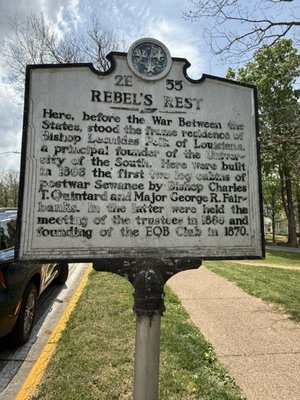 2E 55
REBEL'S REST
Here, before the War Between the
States, stood the frame residence of
Bishop Leonidas Polk of Louisiana,
a principal founder of the Univer-
sity of the South. Here were built
in 1866 the first two log cabins of
postwar Sewanee by Bishop Charles
T. Quintard and Major George R. Fair-
banks. In the latter were held the
meeting of the trustees in 1866 and
founding of the EQB Club in 1870.